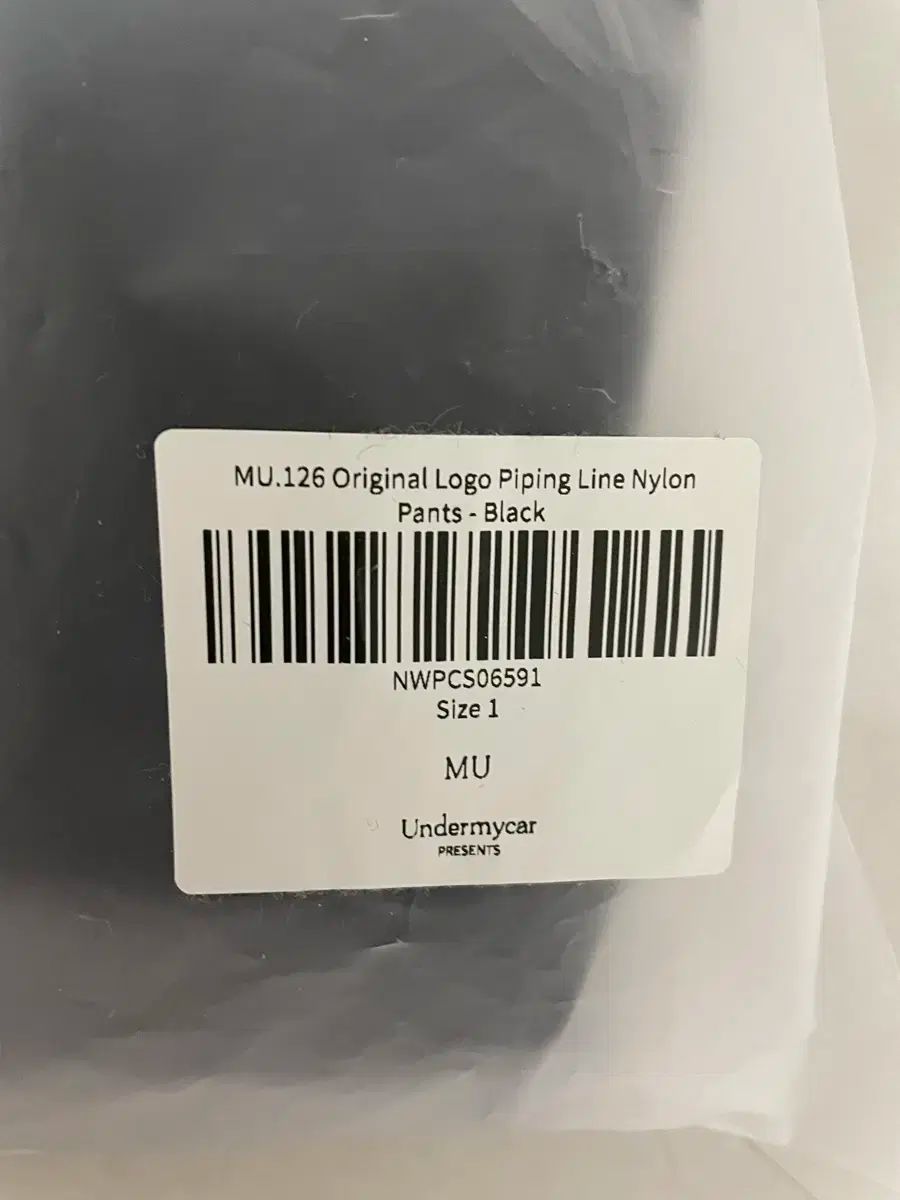 MU.126 Original Logo Piping Line Nylon
Pants - Black
NWPCS06591
Size 1
MU
Undermycar
PRESENTS